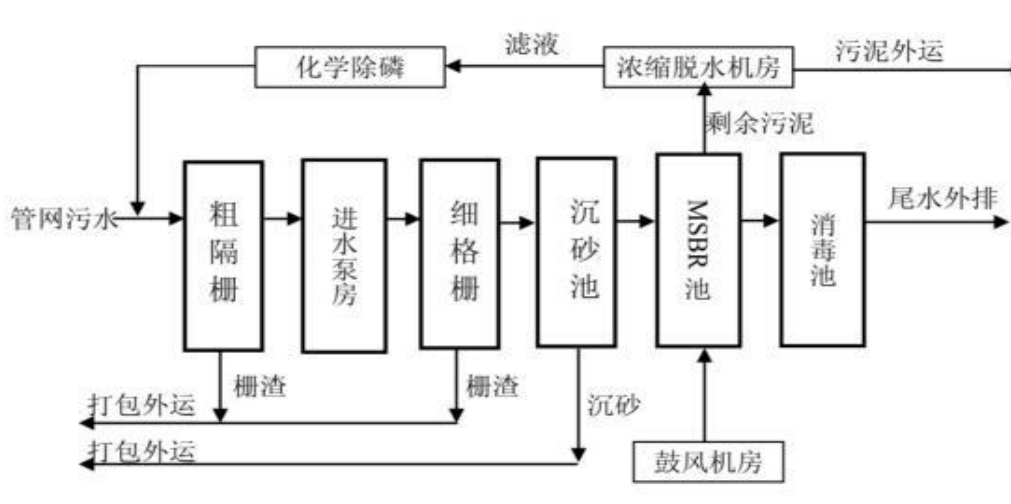 滤液
污泥外运
化学除磷
浓缩脱水机房
剩余污泥
管网污水
粗隔栅
进水泵房
细格栅
沉砂池
MSBR池
消毒池
尾水外排
栅渣
栅渣
打包外运
沉砂
打包外运
鼓风机房